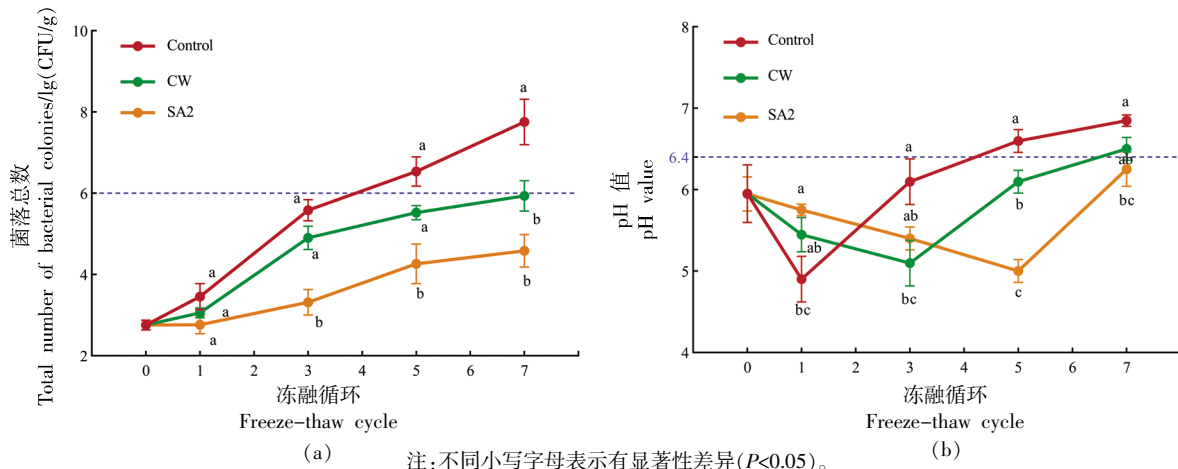 10
8
6
4
2
菌落总数
Total number of bacterial colonies/lg(CFU/g)
Control
CW
SA2
a
a
a
a
a
a
a
a
b
b
b
b
0 1 2 3 4 5 6 7
冻融循环
Freeze-thaw cycle
(a)
8
7
6.4
6
5
4
pH 值
pH value
Control
CW
SA2
a
ab
bc
a
ab
bc
a
b
c
a
ab
bc
0 1 2 3 4 5 6 7
冻融循环
Freeze-thaw cycle
(b)
注:不同小写字母表示有显著性差异(P<0.05)。